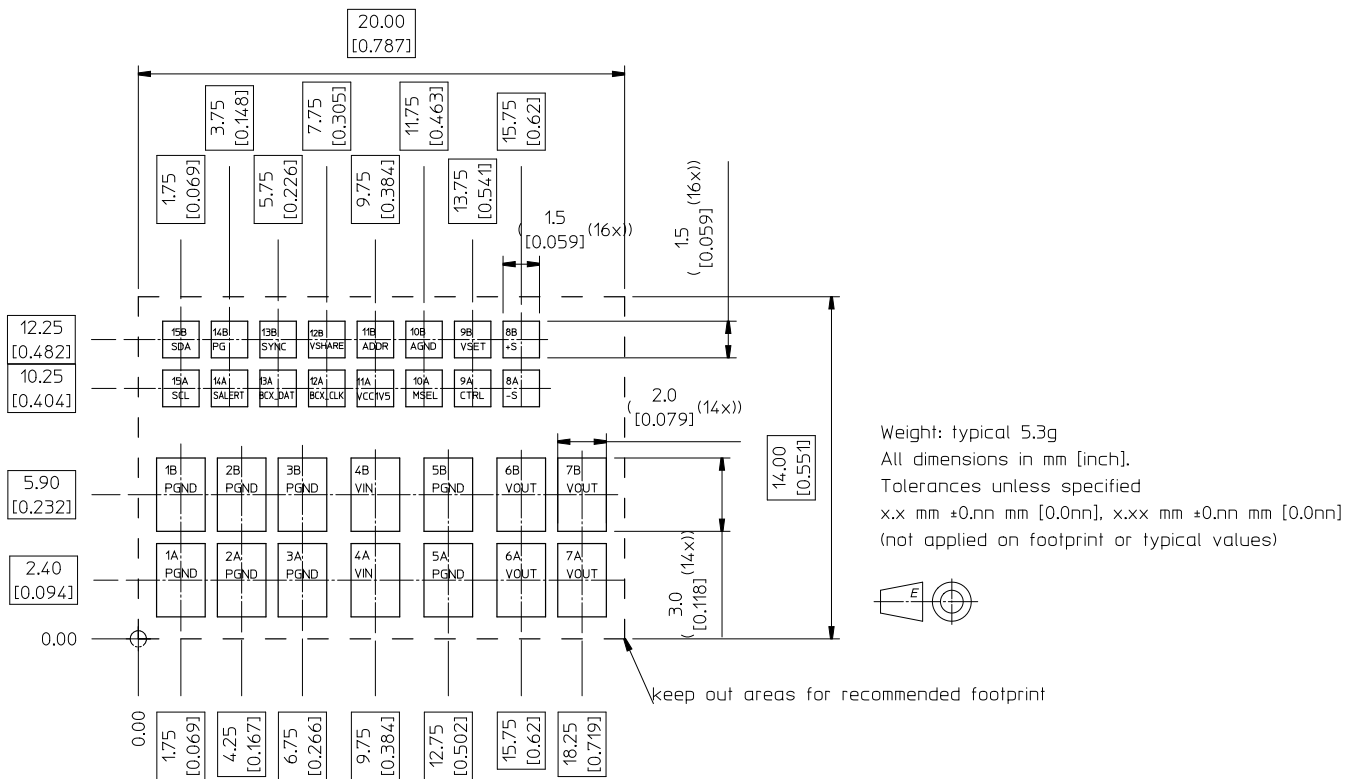 20.00
[0.787]
3.75
[0.148]
7.75
[0.305]
11.75
[0.463]
15.75
[0.62]
1.75
[0.069]
5.75
[0.226]
9.75
[0.384]
13.75
[0.541]
( 1.5 [0.059] (16x))
( 1.5 [0.059] (16x))
12.25
[0.482]
15B
SDA
14B
PG
13B
SYNC
12B
VSHARE
11B
ADDR
10B
AGND
9B
VSET
8B
+S
10.25
[0.404]
15A
SCL
14A
SALERT
13A
BCX_DAT
12A
BCX_CLK
11A
VCC1V5
10A
MSEL
9A
CTRL
8A
-S
( 2.0 [0.079] (14x))
14.00
[0.551]
5.90
[0.232]
1B
PGND
2B
PGND
3B
PGND
4B
VIN
5B
PGND
6B
VOUT
7B
VOUT
2.40
[0.094]
1A
PGND
2A
PGND
3A
PGND
4A
VIN
5A
PGND
6A
VOUT
7A
VOUT
( 3.0 [0.118] (14x))
0.00
Weight: typical 5.3g
All dimensions in mm [inch].
Tolerances unless specified
x.x mm ±0.nn mm [0.0nn], x.xx mm ±0.nn mm [0.0nn]
(not applied on footprint or typical values)
E
keep out areas for recommended footprint
0.00
1.75
[0.069]
4.25
[0.167]
6.75
[0.266]
9.75
[0.384]
12.75
[0.502]
15.75
[0.62]
18.25
[0.719]